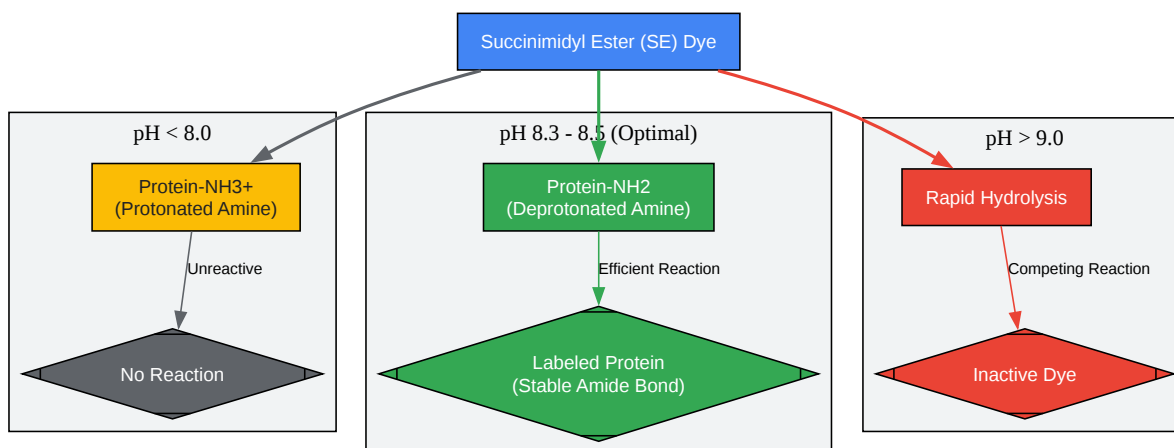 Succinimidyl Ester (SE) Dye
pH < 8.0
Protein-NH3+
(Protonated Amine)
Unreactive
No Reaction
pH 8.3 - 8.5 (Optimal)
Protein-NH2
(Deprotonated Amine)
Efficient Reaction
Labeled Protein
(Stable Amide Bond)
pH > 9.0
Rapid Hydrolysis
Competing Reaction
Inactive Dye